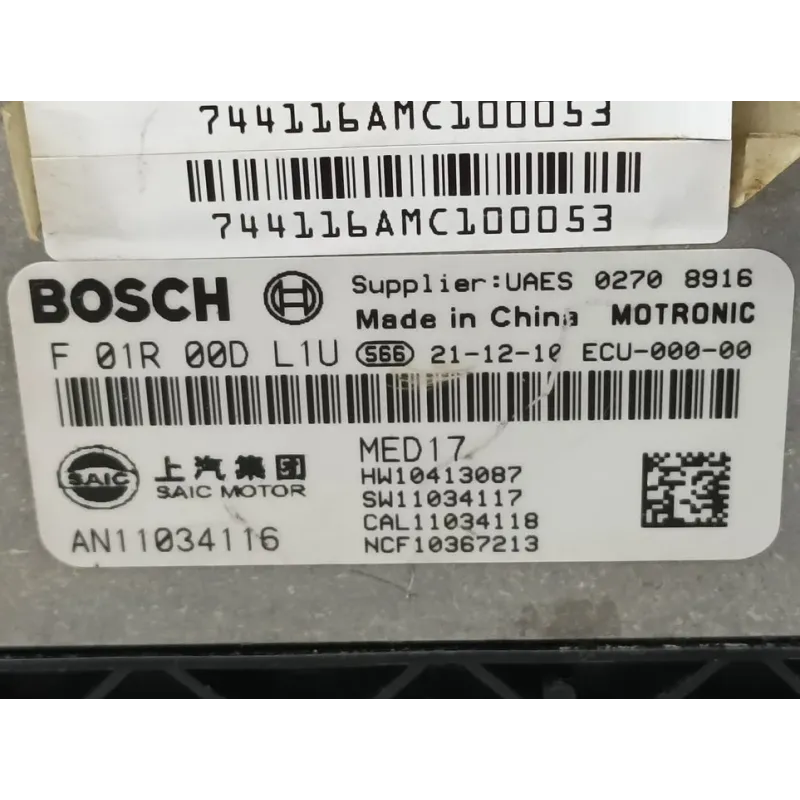 744116AMC100053
744116AMC100053
BOSCH Supplier:UAES 0270 8916
Made in China MOTRONIC
F 01R 00D L1U S66 21-12-10 ECU-000-00
SAIC 上汽集团 MED17
SAIC MOTOR HW10413087
SW11034117
CAL11034118
AN11034116 NCF10367213